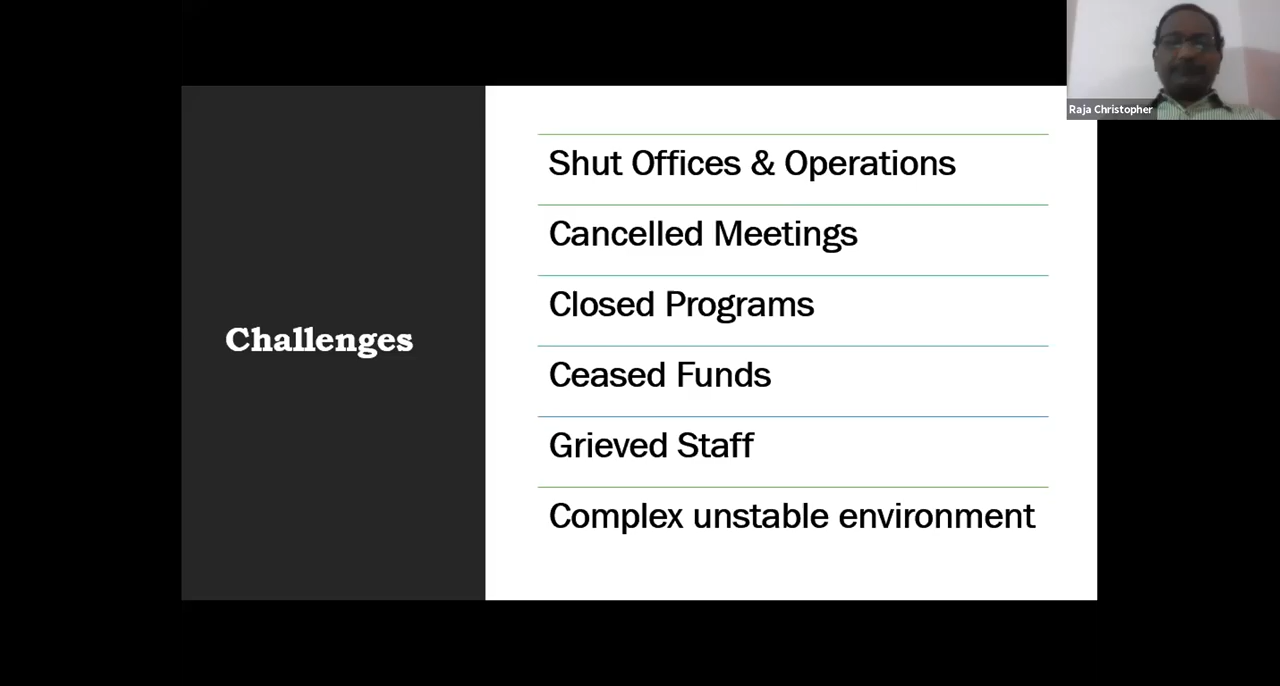 Challenges
Shut Offices & Operations
Cancelled Meetings
Closed Programs
Ceased Funds
Grieved Staff
Complex unstable environment
Raja Christopher